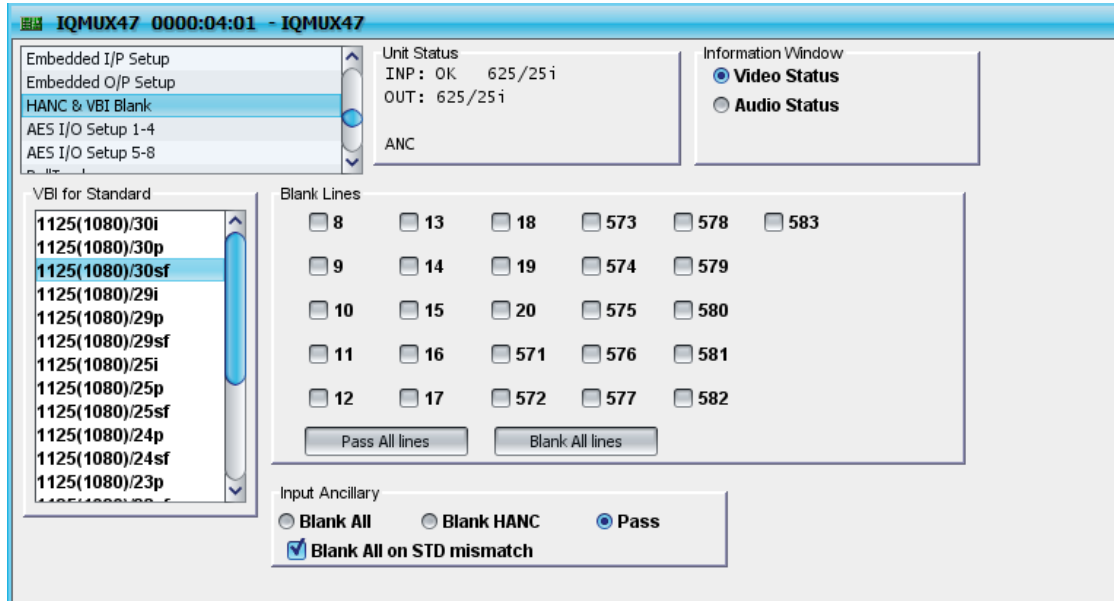 IQMUX47 0000:04:01 - IQMUX47
Embedded I/P Setup
Embedded O/P Setup
HANC & VBI Blank
AES I/O Setup 1-4
AES I/O Setup 5-8
Unit Status
INP: OK 625/25i
OUT: 625/25i
ANC
Information Window
Video Status
Audio Status
VBI for Standard
1125(1080)/30i
1125(1080)/30p
1125(1080)/30sf
1125(1080)/29i
1125(1080)/29p
1125(1080)/29sf
1125(1080)/25i
1125(1080)/25p
1125(1080)/25sf
1125(1080)/24p
1125(1080)/24sf
1125(1080)/23p
Blank Lines
8 13 18 573 578 583
9 14 19 574 579
10 15 20 575 580
11 16 571 576 581
12 17 572 577 582
Pass All lines Blank All lines
Input Ancillary
Blank All Blank HANC Pass
Blank All on STD mismatch